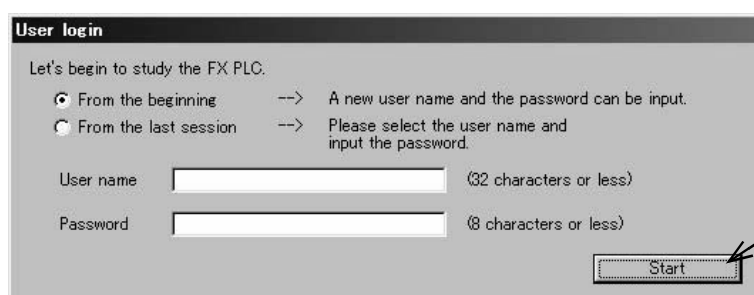 User login
Let's begin to study the FX PLC.
From the beginning --> A new user name and the password can be input.
From the last session --> Please select the user name and
input the password.
User name (32 characters or less)
Password (8 characters or less)
Start